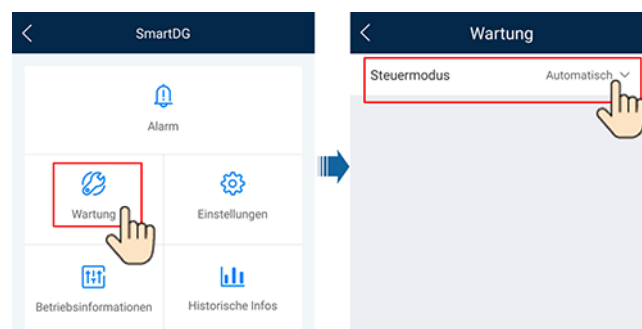 SmartDG
Alarm
Wartung
Einstellungen
Betriebsinformationen
Historische Infos
Wartung
Steuermodus
Automatisch